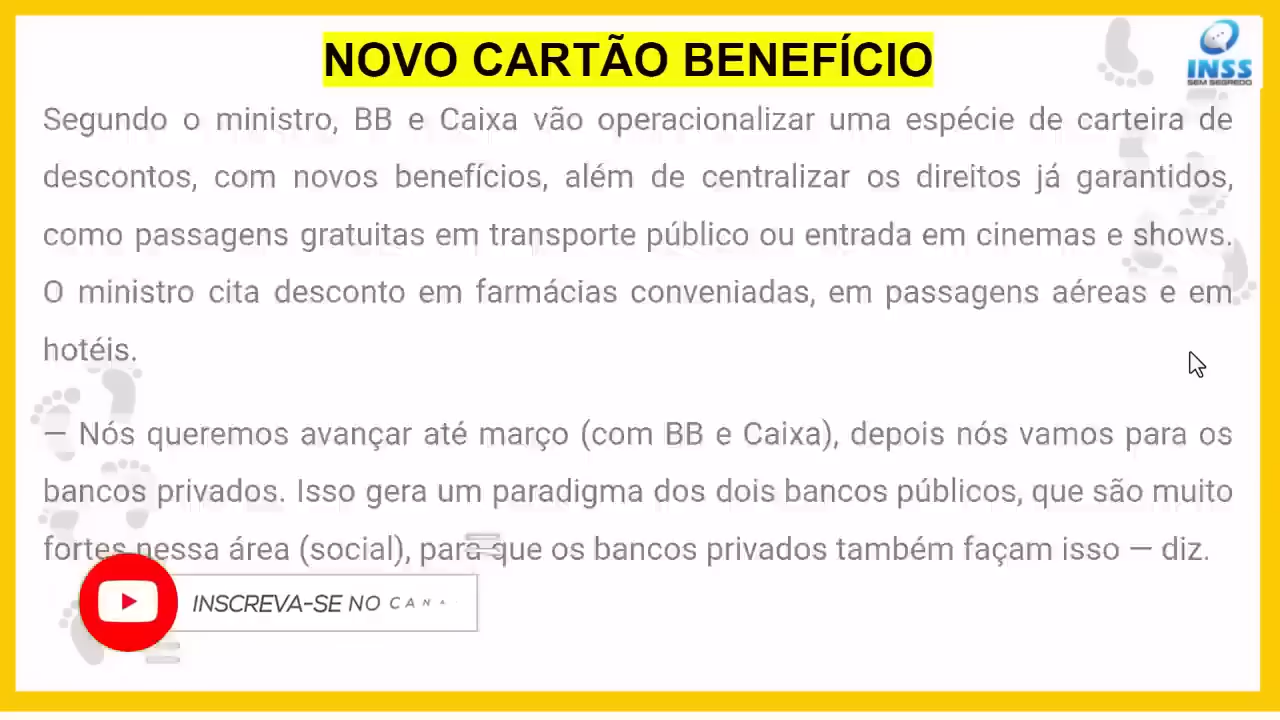 NOVO CARTÃO BENEFÍCIO
INSS
SEM SEGREDO
Segundo o ministro, BB e Caixa vão operacionalizar uma espécie de carteira de
descontos, com novos benefícios, além de centralizar os direitos já garantidos,
como passagens gratuitas em transporte público ou entrada em cinemas e shows.
O ministro cita desconto em farmácias conveniadas, em passagens aéreas e em
hotéis.
— Nós queremos avançar até março (com BB e Caixa), depois nós vamos para os
bancos privados. Isso gera um paradigma dos dois bancos públicos, que são muito
fortes nessa área (social), para que os bancos privados também façam isso — diz.
INSCREVA-SE NO CANA